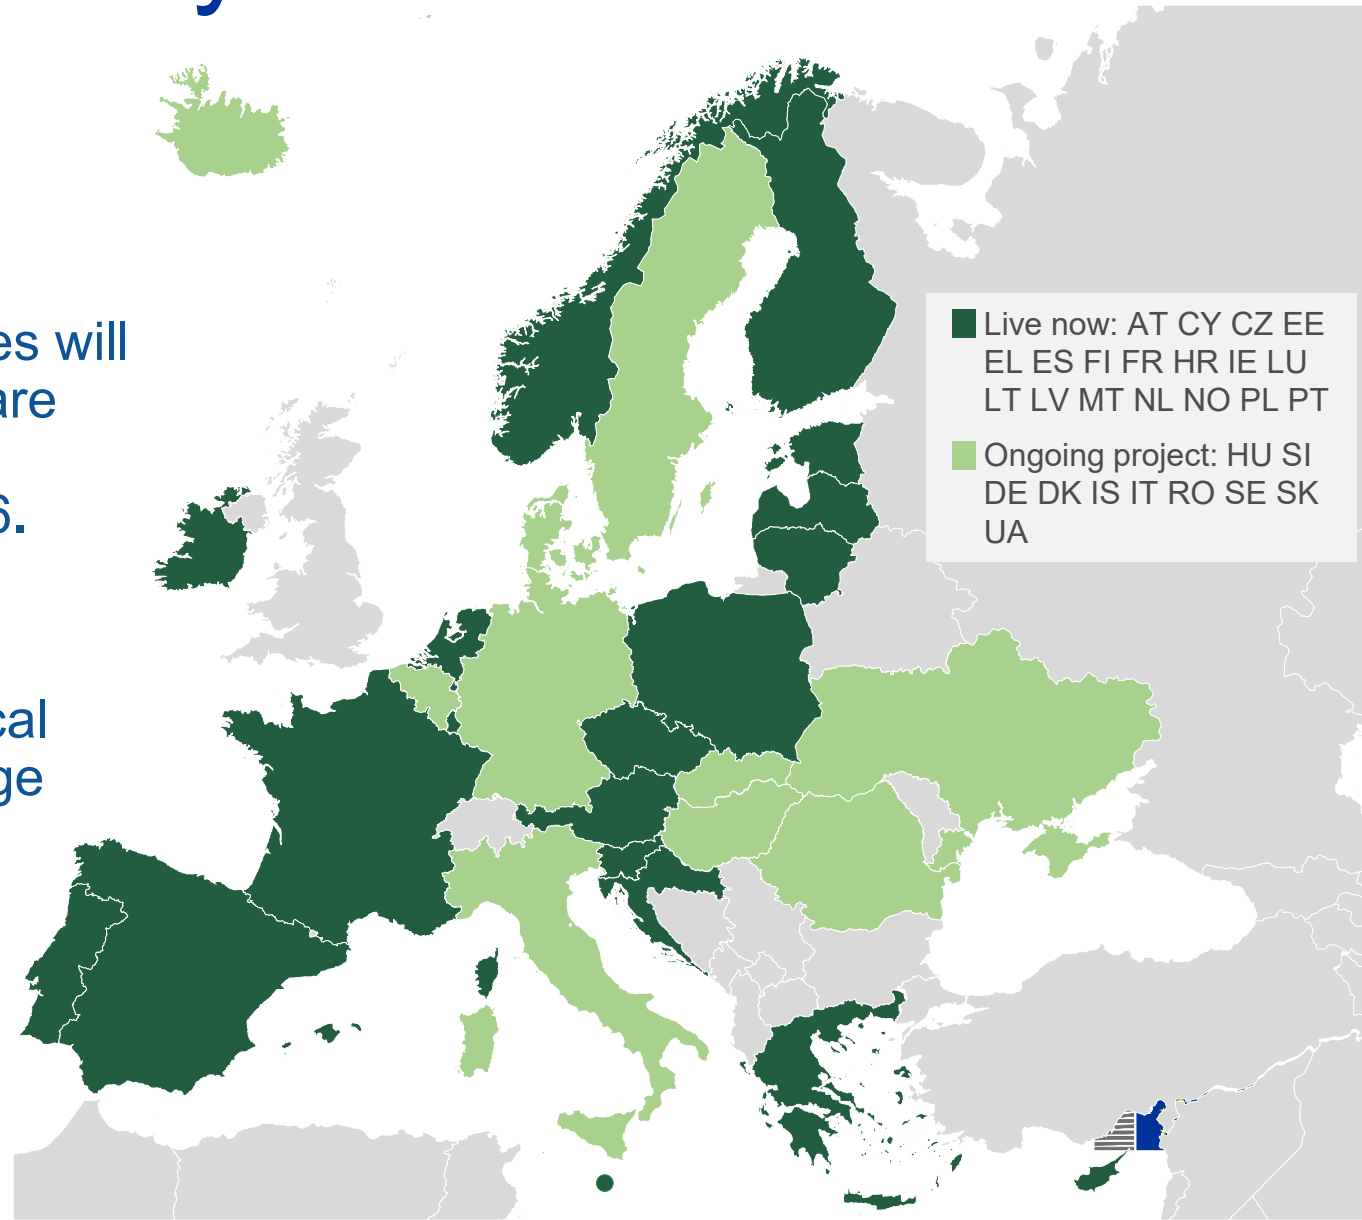 y
es will
are
6.
cal
ge
Live now: AT CY CZ EE
EL ES FI FR HR IE LU
LT LV MT NL NO PL PT
Ongoing project: HU SI
DE DK IS IT RO SE SK
UA